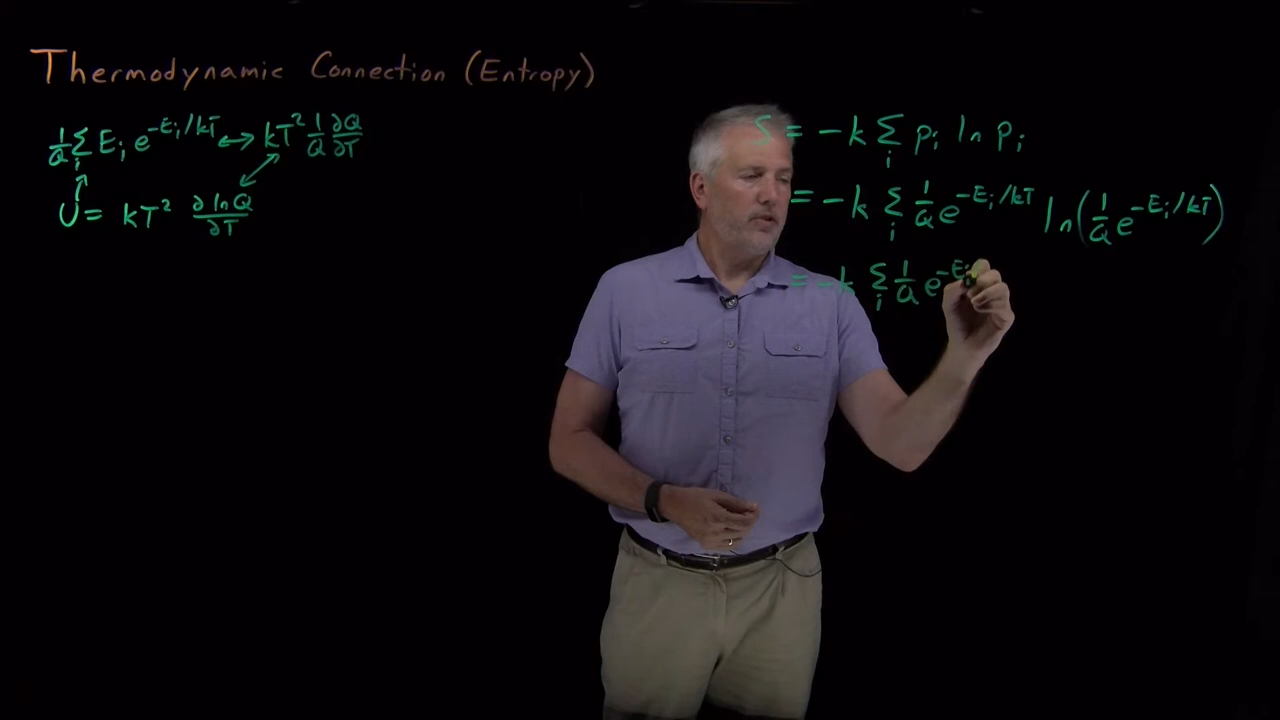 Thermodynamic Connection (Entropy)
1/Q Σ_i E_i e^{-E_i/kT} ↔ kT² 1/Q ∂Q/∂T
U = kT² ∂lnQ/∂T
S = -k Σ_i p_i ln p_i
= -k Σ_i 1/Q e^{-E_i/kT} ln(1/Q e^{-E_i/kT})
= -k Σ_i 1/Q e^{-E_i